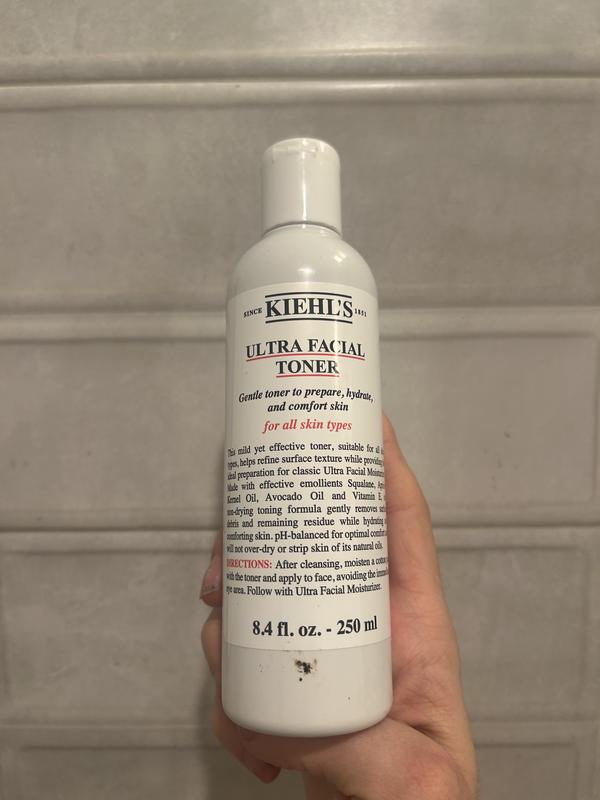 SINCE KIEHL'S 1851
ULTRA FACIAL
TONER
Gentle toner to prepare, hydrate,
and comfort skin
for all skin types
This mild yet effective toner, suitable for all
types, helps refine surface texture while providing
ideal preparation for classic Ultra Facial
Made with effective emollients Squalane,
Kernel Oil, Avocado Oil and Vitamin E,
non-drying toning formula gently removes
debris and remaining residue while hydrating
comforting skin. pH-balanced for optimal
will not over-dry or strip skin of its natural oils.
DIRECTIONS: After cleansing, moisten a cotton
with the toner and apply to face, avoiding the
eye area. Follow with Ultra Facial Moisturizer.
8.4 fl. oz. - 250 ml